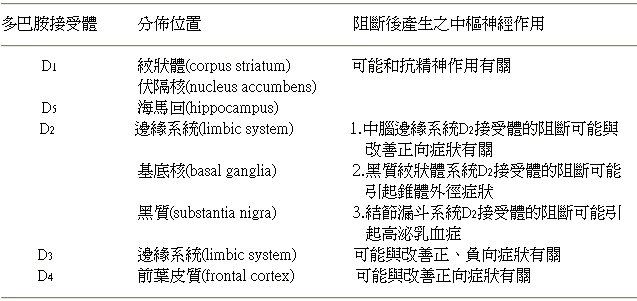 多巴胺接受體 分佈位置 阻斷後產生之中樞神經作用
D1 紋狀體(corpus striatum) 可能和抗精神作用有關
伏隔核(nucleus accumbens)
D5 海馬回(hippocampus)
D2 邊緣系統(limbic system) 1.中腦邊緣系統D2接受體的阻斷可能與
改善正向症狀有關
基底核(basal ganglia) 2.黑質紋狀體系統D2接受體的阻斷可能
引起錐體外徑症狀
黑質(substantia nigra) 3.結節漏斗系統D2接受體的阻斷可能引
起高泌乳血症
D3 邊緣系統(limbic system) 可能與改善正、負向症狀有關
D4 前葉皮質(frontal cortex) 可能與改善正向症狀有關